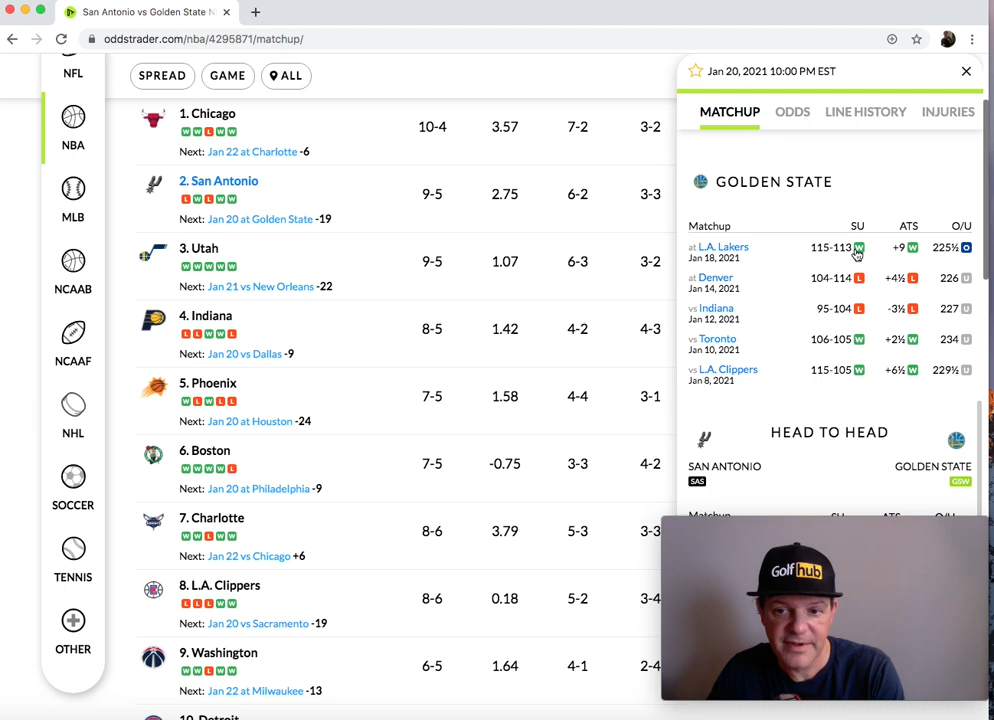 San Antonio vs Golden State N
oddstrader.com/nba/4295871/matchup/
NFL
NBA
MLB
NCAAB
NCAAF
NHL
SOCCER
TENNIS
OTHER
SPREAD GAME ALL
1. Chicago
W W L W W
Next: Jan 22 at Charlotte -6
10-4 3.57 7-2 3-2
2. San Antonio
L W L W W
Next: Jan 20 at Golden State -19
9-5 2.75 6-2 3-3
3. Utah
W W W W W
Next: Jan 21 vs New Orleans -22
9-5 1.07 6-3 3-2
4. Indiana
L L W W L
Next: Jan 20 vs Dallas -9
8-5 1.42 4-2 4-3
5. Phoenix
W L W L L
Next: Jan 20 at Houston -24
7-5 1.58 4-4 3-1
6. Boston
W W W W L
Next: Jan 20 at Philadelphia -9
7-5 -0.75 3-3 4-2
7. Charlotte
W W L W W
Next: Jan 22 vs Chicago +6
8-6 3.79 5-3 3-3
8. L.A. Clippers
L L L W W
Next: Jan 20 vs Sacramento -19
8-6 0.18 5-2 3-4
9. Washington
W W L W W
Next: Jan 22 at Milwaukee -13
6-5 1.64 4-1 2-4
10. Detroit
Jan 20, 2021 10:00 PM EST
MATCHUP ODDS LINE HISTORY INJURIES
GOLDEN STATE
Matchup SU ATS O/U
at L.A. Lakers 115-113 W +9 W 225½ O
Jan 18, 2021
at Denver 104-114 L +4½ L 226 U
Jan 14, 2021
vs Indiana 95-104 L -3½ L 227 U
Jan 12, 2021
vs Toronto 106-105 W +2½ W 234 U
Jan 10, 2021
vs L.A. Clippers 115-105 W +6½ W 229½ U
Jan 8, 2021
HEAD TO HEAD
SAN ANTONIO GOLDEN STATE
SAS GSW
Matchup SU ATS O/U
Golf hub